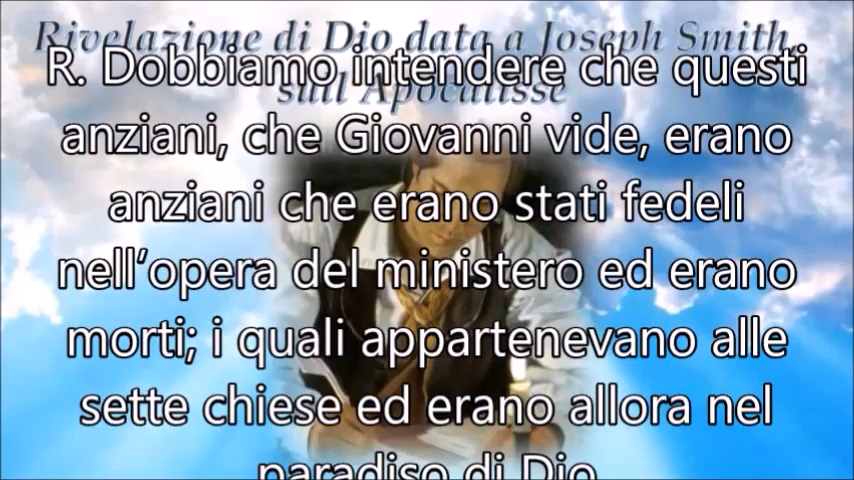 Rivelazione di Dio data a Joseph Smith,
sull'Apocalisse
R. Dobbiamo intendere che questi
anziani, che Giovanni vide, erano
anziani che erano stati fedeli
nell’opera del ministero ed erano
morti; i quali appartenevano alle
sette chiese ed erano allora nel
paradiso di Dio